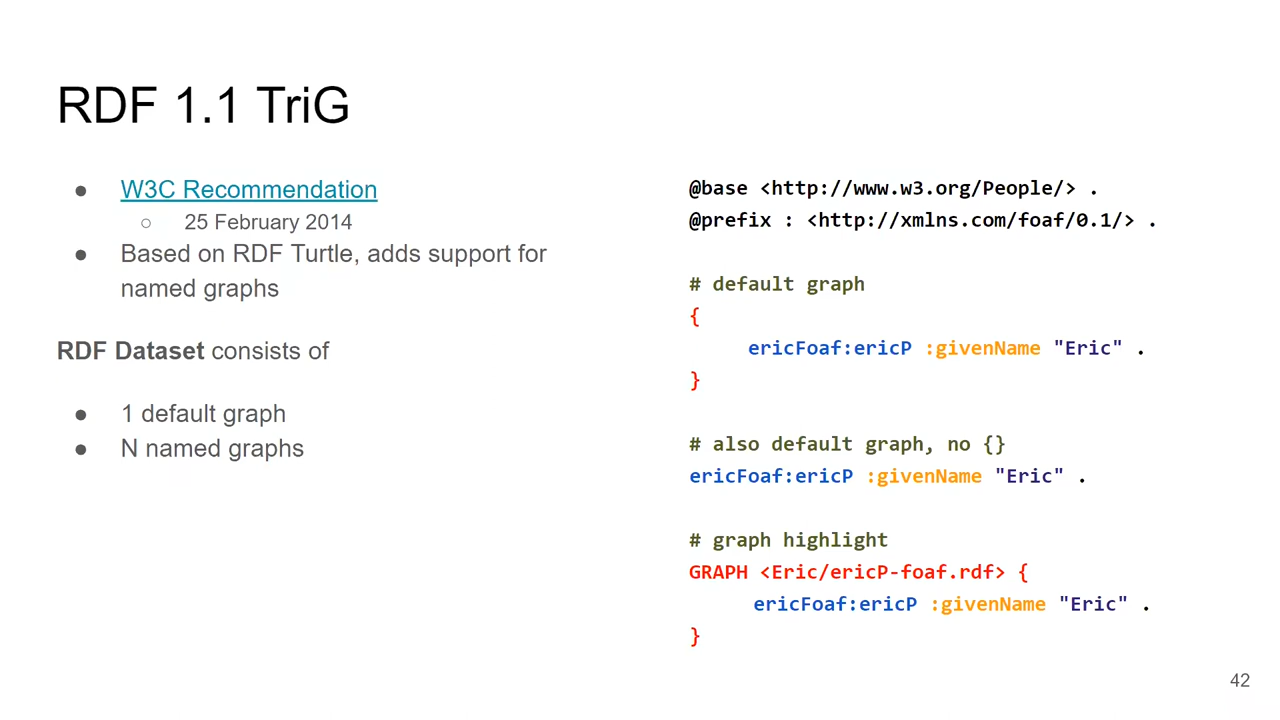 RDF 1.1 TriG
● W3C Recommendation
○ 25 February 2014
● Based on RDF Turtle, adds support for
named graphs
RDF Dataset consists of
● 1 default graph
● N named graphs
@base <http://www.w3.org/People/> .
@prefix : <http://xmlns.com/foaf/0.1/> .
# default graph
{
ericFoaf:ericP :givenName "Eric" .
}
# also default graph, no {}
ericFoaf:ericP :givenName "Eric" .
# graph highlight
GRAPH <Eric/ericP-foaf.rdf> {
ericFoaf:ericP :givenName "Eric" .
}
42